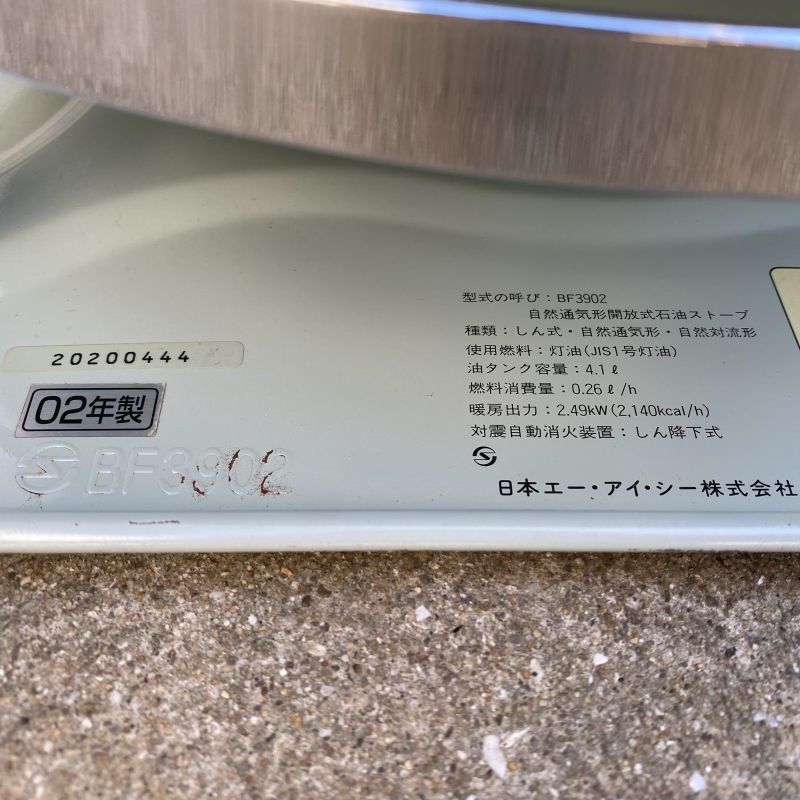 20200444
02年製
BF3902
型式の呼び：BF3902
自然通気形開放式石油ストーブ
種類：しん式・自然通気形・自然対流形
使用燃料：灯油(JIS1号灯油)
油タンク容量：4.1ℓ
燃料消費量：0.26ℓ/h
暖房出力：2.49kW(2,140kcal/h)
対震自動消火装置：しん降下式
日本エー・アイ・シー株式会社